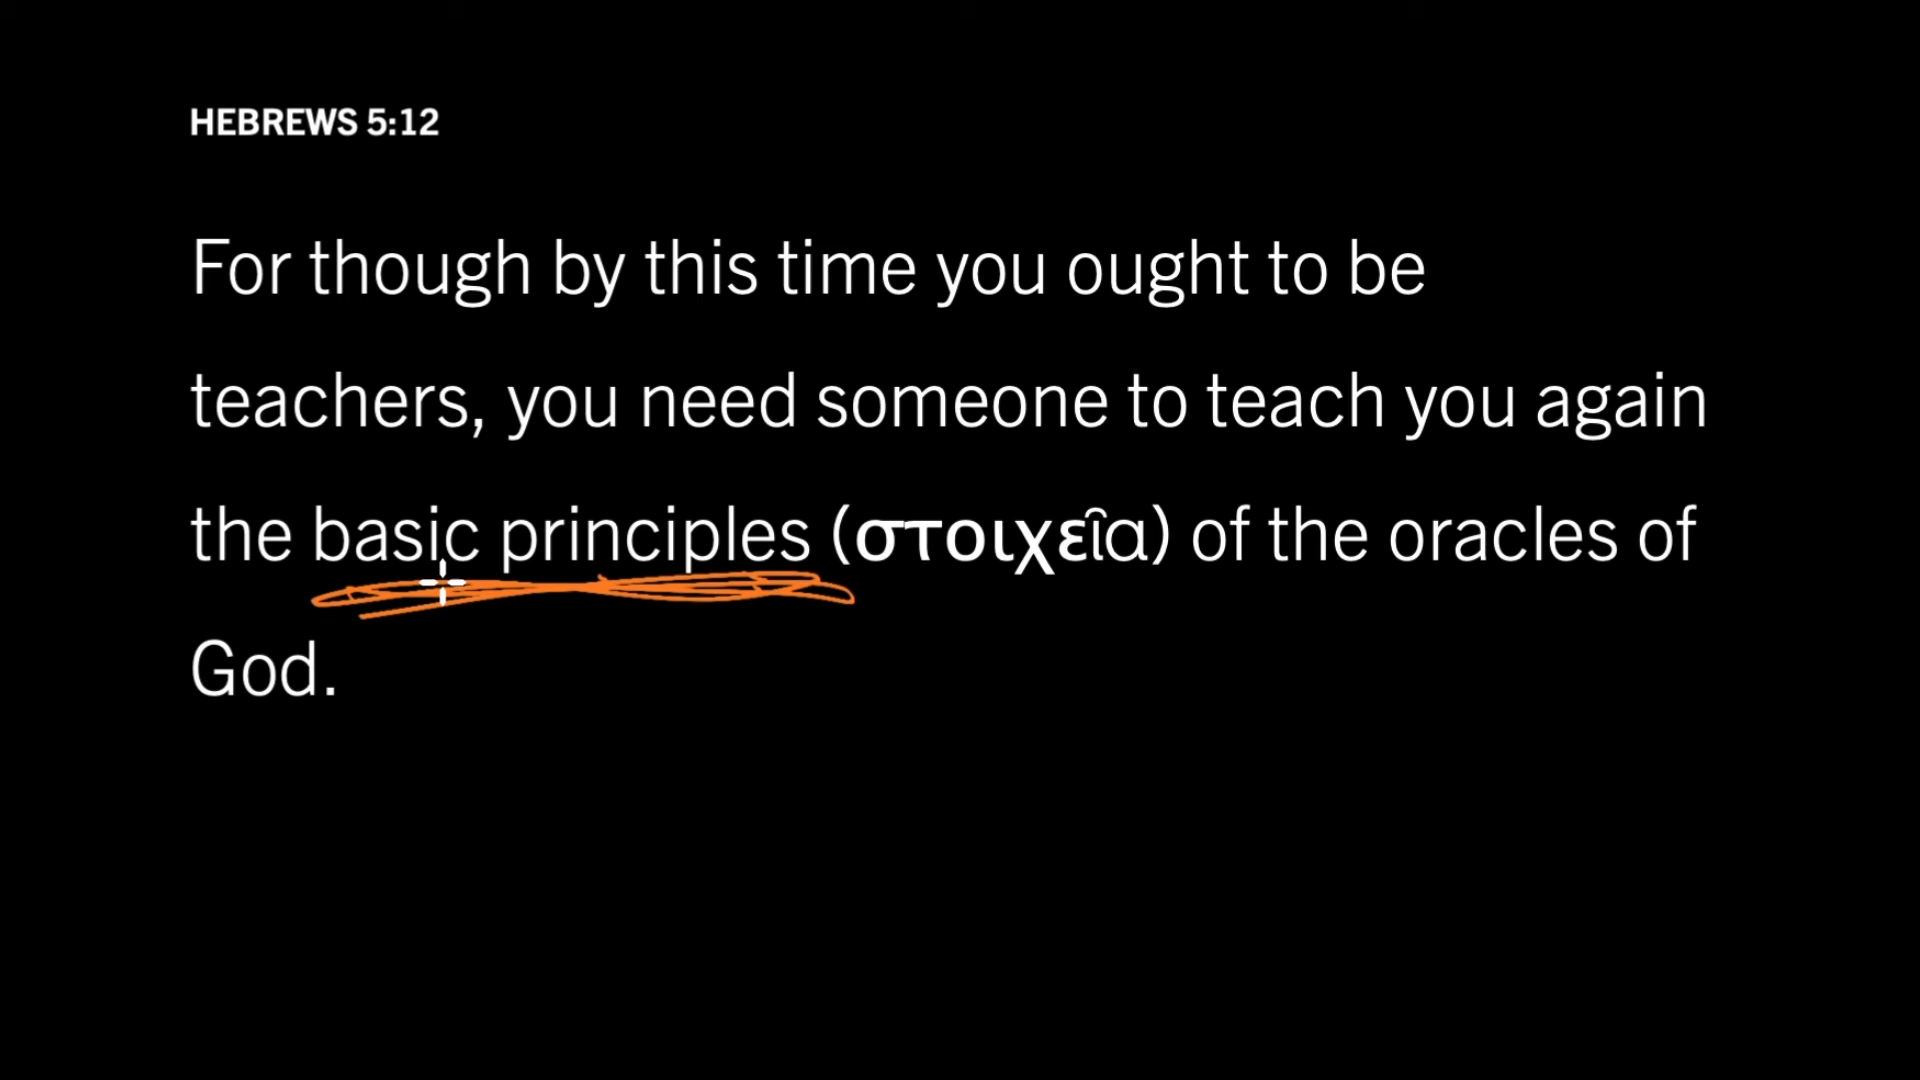 HEBREWS 5:12
For though by this time you ought to be
teachers, you need someone to teach you again
the basic principles (στοιχεῖα) of the oracles of
God.